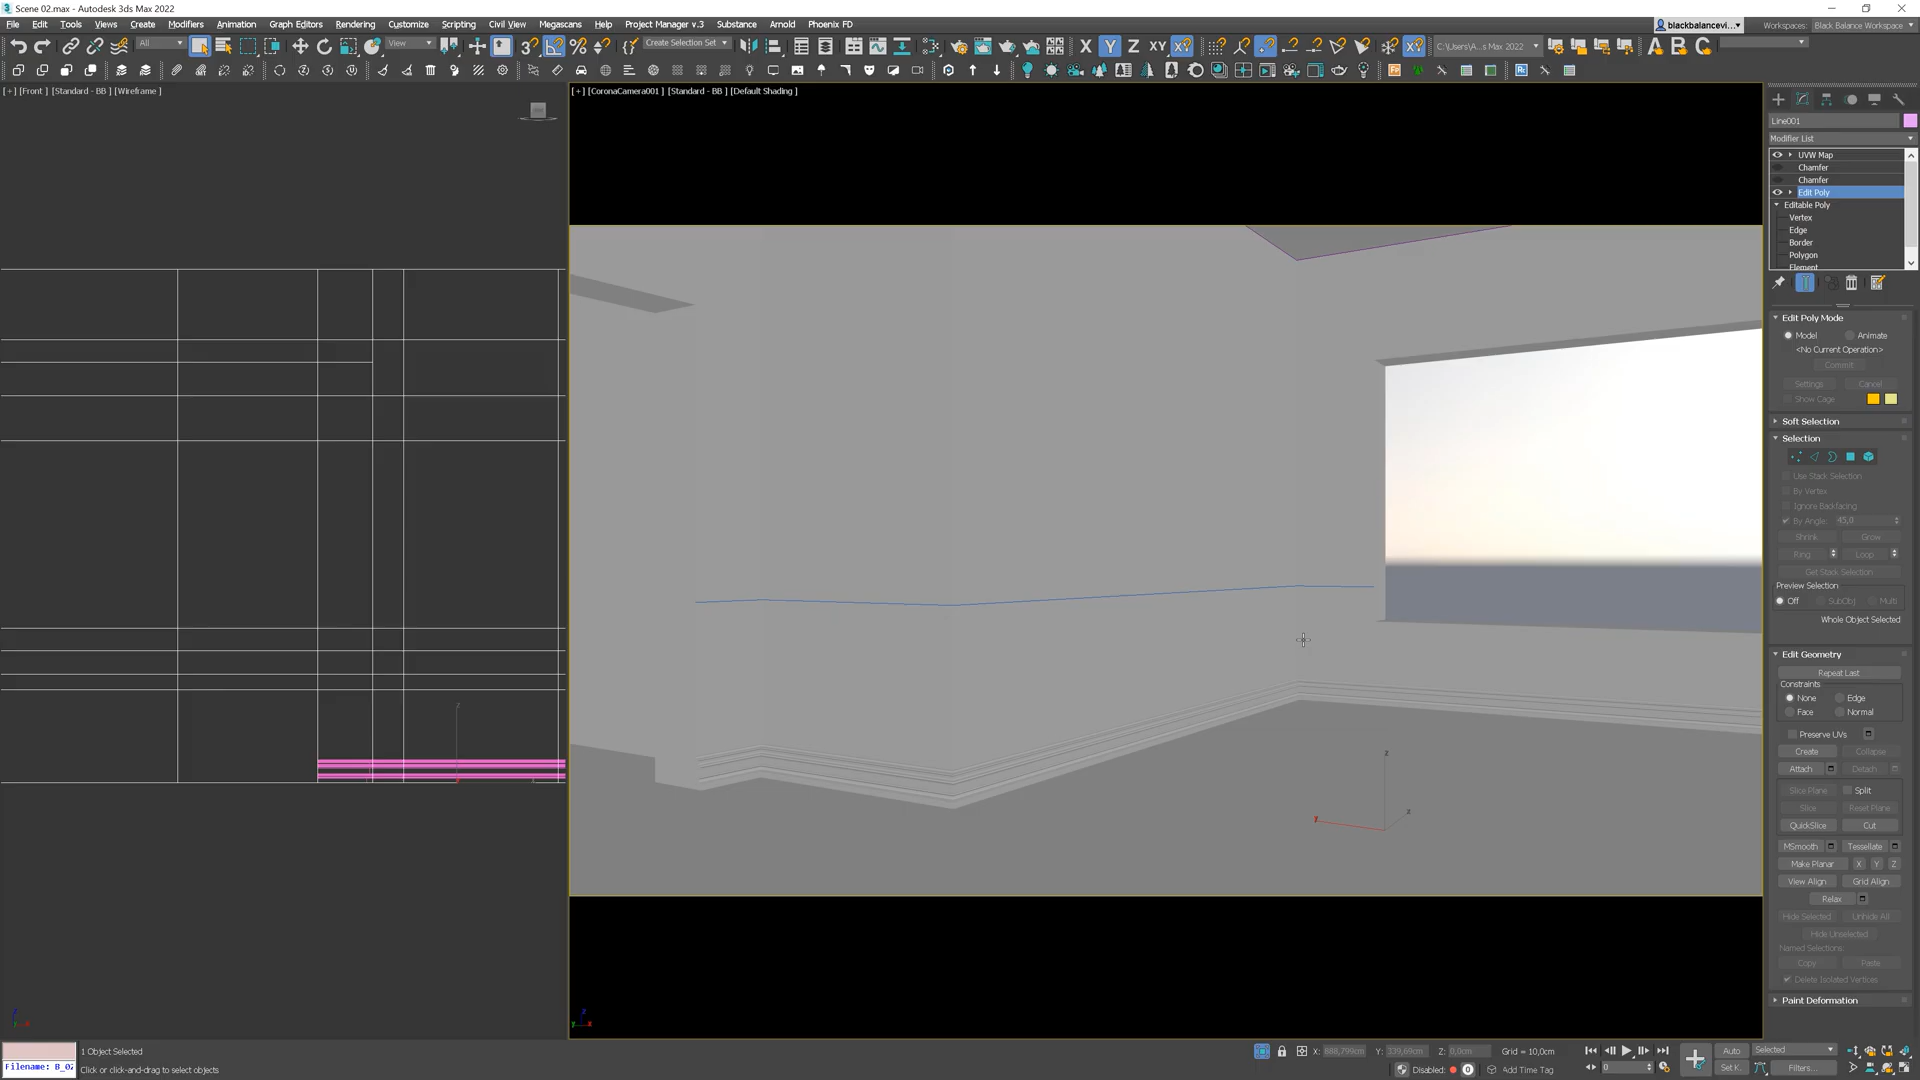 Scene 02.max - Autodesk 3ds Max 2022
File Edit Tools Views Create Modifiers Animation Graph Editors Rendering Customize Scripting Civil View Megascans Help Project Manager v.3 Substance Arnold Phoenix FD
blackbalancevi... Workspaces: Black Balance Workspace
All View Create Selection Set X Y Z XY C:\Users\A...s Max 2022 A B C
[+] [Front ] [Standard - BB ] [Wireframe ]
[+] [CoronaCamera001 ] [Standard - BB ] [Default Shading ]
Line001
Modifier List
UVW Map
Chamfer
Chamfer
Edit Poly
Editable Poly
Vertex
Edge
Border
Polygon
Element
Edit Poly Mode
Model Animate
<No Current Operation>
Commit
Settings Cancel
Show Cage
Soft Selection
Selection
Use Stack Selection
By Vertex
Ignore Backfacing
By Angle: 45,0
Shrink Grow
Ring Loop
Get Stack Selection
Preview Selection
Off SubObj Multi
Whole Object Selected
Edit Geometry
Repeat Last
Constraints
None Edge
Face Normal
Preserve UVs
Create Collapse
Attach Detach
Slice Plane Split
Slice Reset Plane
QuickSlice Cut
MSmooth Tessellate
Make Planar X Y Z
View Align Grid Align
Relax
Hide Selected Unhide All
Hide Unselected
Named Selections:
Copy Paste
Delete Isolated Vertices
Paint Deformation
1 Object Selected
Filename: B_02
Click or click-and-drag to select objects
X: 888,799cm Y: 339,69cm Z: 0,0cm Grid = 10,0cm
Disabled: 0 Add Time Tag
0
Auto Selected
Set K. Filters...